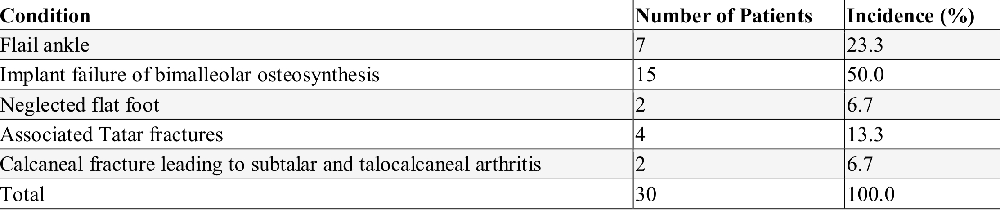 Condition Number of Patients Incidence (%)
Flail ankle 7 23.3
Implant failure of bimalleolar osteosynthesis 15 50.0
Neglected flat foot 2 6.7
Associated Tatar fractures 4 13.3
Calcaneal fracture leading to subtalar and talocalcaneal arthritis 2 6.7
Total 30 100.0